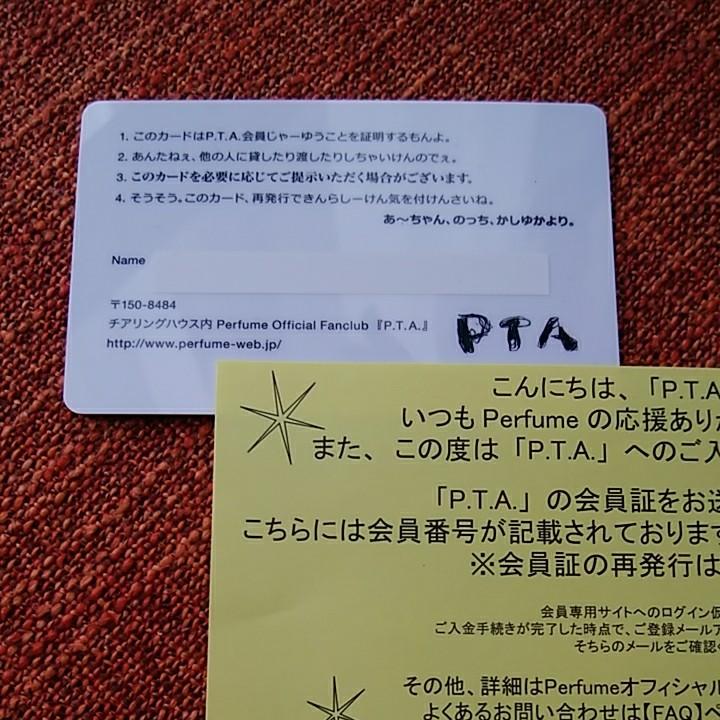 1. このカードはP.T.A.会員じゃーゆうことを証明するもんよ。
2. あんたねぇ、他の人に貸したり渡したりしちゃいけんのでぇ。
3. このカードを必要に応じてご提示いただく場合がございます。
4. そうそう。このカード、再発行できんらしーけん気を付けんさいね。
あ〜ちゃん、のっち、かしゆかより。
Name
〒150-8484
チアリングハウス内 Perfume Official Fanclub『P.T.A.』
http://www.perfume-web.jp/
PTA
こんにちは、「P.T.A
いつも Perfume の応援あり
また、この度は「P.T.A.」へのご入
「P.T.A.」の会員証をお送
こちらには会員番号が記載されております
※会員証の再発行は
会員専用サイトへのログイン仮
ご入金手続きが完了した時点で、ご登録メールア
そちらのメールをご確認く
その他、詳細はPerfumeオフィシャル
よくあるお問い合わせは【FAQ】ペ